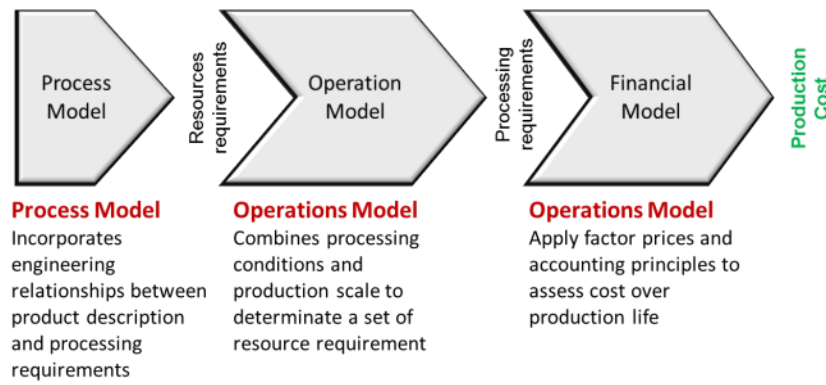 Process
Model
Resources
requirements
Operation
Model
Processing
requirements
Financial
Model
Production
Cost
Process Model
Incorporates
engineering
relationships between
product description
and processing
requirements
Operations Model
Combines processing
conditions and
production scale to
determinate a set of
resource requirement
Operations Model
Apply factor prices and
accounting principles to
assess cost over
production life